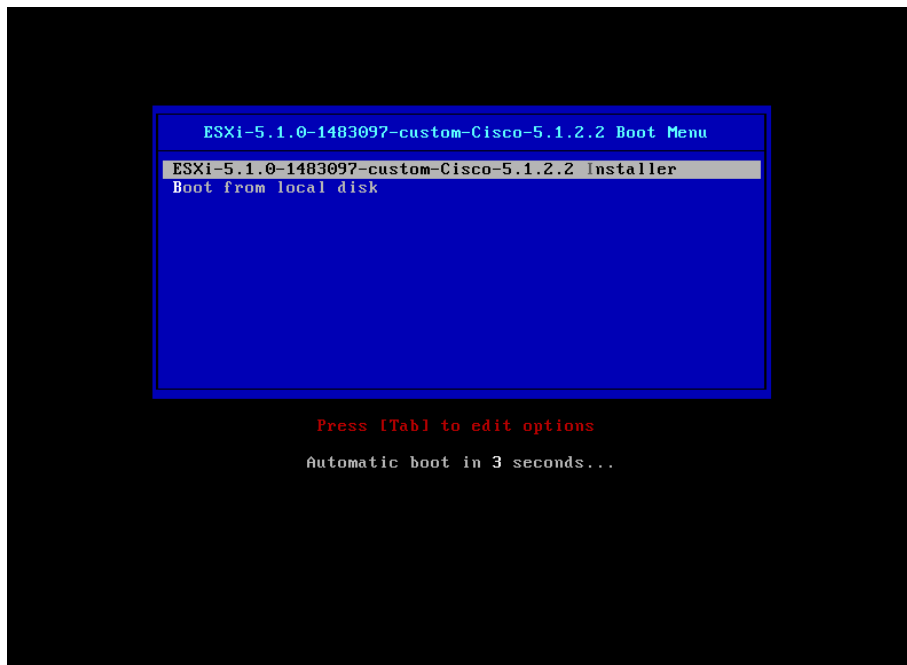 ESXi-5.1.0-1483097-custom-Cisco-5.1.2.2 Boot Menu
ESXi-5.1.0-1483097-custom-Cisco-5.1.2.2 Installer
Boot from local disk
Press [Tab] to edit options
Automatic boot in 3 seconds...